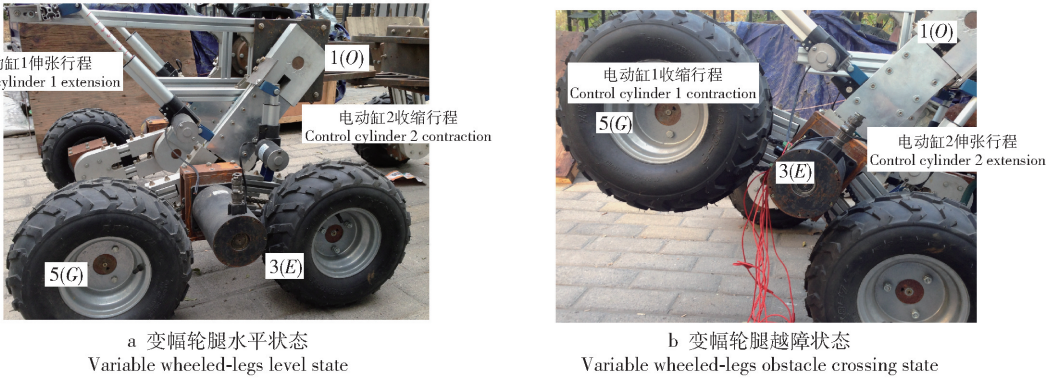 1(O)
动缸1伸张行程
cylinder 1 extension
电动缸2收缩行程
Control cylinder 2 contraction
5(G)
3(E)
a 变幅轮腿水平状态
Variable wheeled-legs level state
1(O)
电动缸1收缩行程
Control cylinder 1 contraction
5(G)
电动缸2伸张行程
Control cylinder 2 extension
3(E)
b 变幅轮腿越障状态
Variable wheeled-legs obstacle crossing state